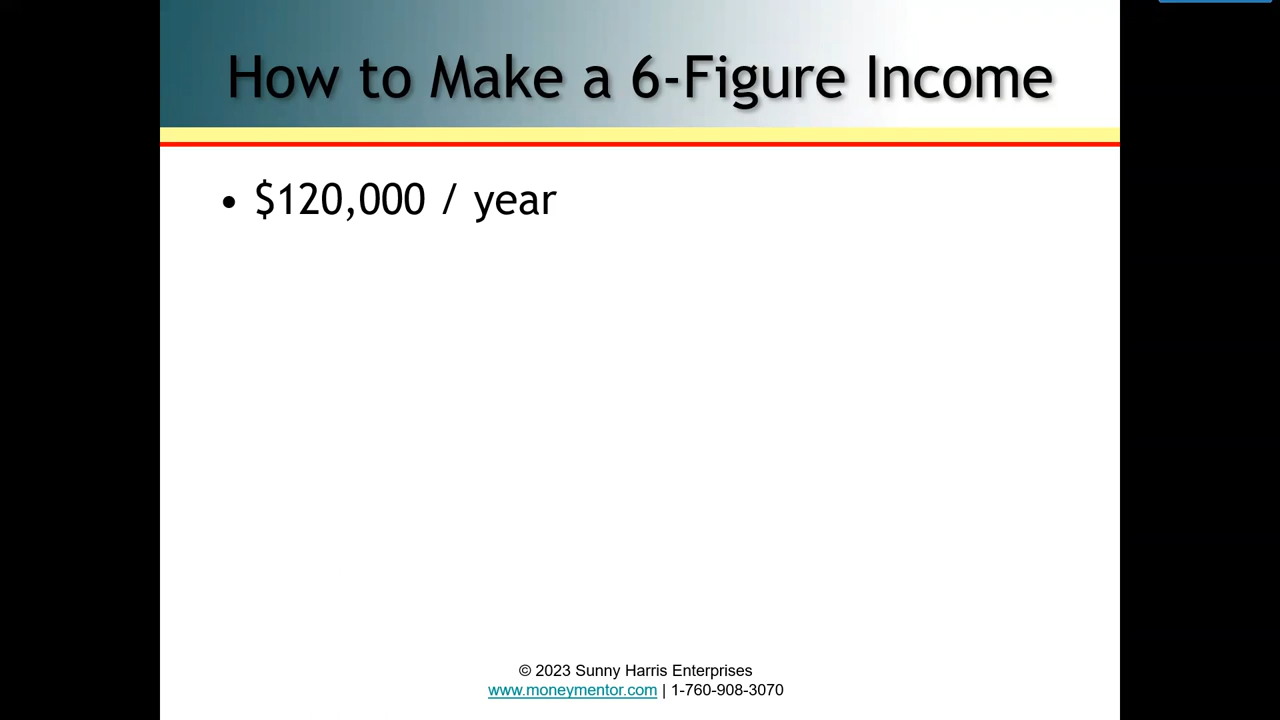 How to Make a 6-Figure Income
• $120,000 / year
© 2023 Sunny Harris Enterprises
www.moneymentor.com | 1-760-908-3070